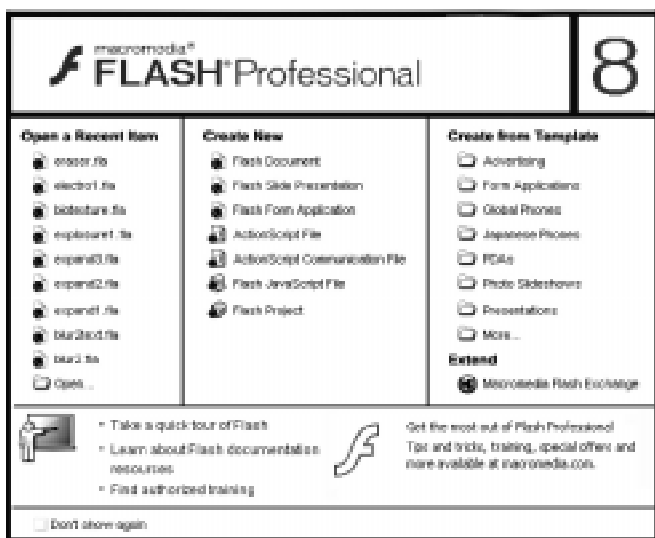 macromedia®
FLASH® Professional
8
Open a Recent Item
eraser.fla
electro1.fla
biotexture.fla
explosure1.fla
expand3.fla
expand2.fla
expand1.fla
blur2.fla
Open...
Create New
Flash Document
Flash Slide Presentation
Flash Form Application
ActionScript File
ActionScript Communication File
Flash JavaScript File
Flash Project
Create from Template
Advertising
Form Applications
Global Phones
Japanese Phones
PDAs
Photo Slideshows
Presentations
More...
Extend
Macromedia Flash Exchange
• Take a quick tour of Flash
• Learn about Flash documentation
resources
• Find authorized training
Get the most out of Flash Professional
Tips and tricks, training, special offers and
more available at macromedia.com.
Don't show again